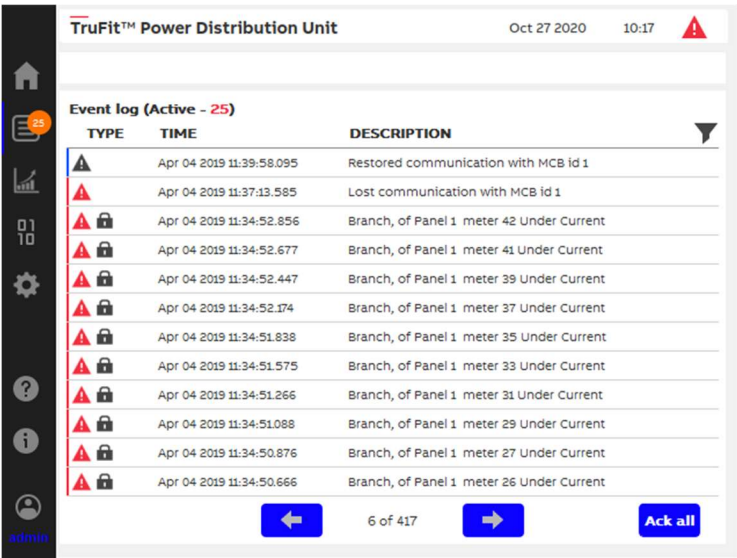 TruFit™ Power Distribution Unit Oct 27 2020 10:17
25
Event log (Active - 25)
TYPE TIME DESCRIPTION
Apr 04 2019 11:39:58.095 Restored communication with MCB id 1
Apr 04 2019 11:37:13.585 Lost communication with MCB id 1
Apr 04 2019 11:34:52.856 Branch, of Panel 1 meter 42 Under Current
Apr 04 2019 11:34:52.677 Branch, of Panel 1 meter 41 Under Current
Apr 04 2019 11:34:52.447 Branch, of Panel 1 meter 39 Under Current
Apr 04 2019 11:34:52.174 Branch, of Panel 1 meter 37 Under Current
Apr 04 2019 11:34:51.838 Branch, of Panel 1 meter 35 Under Current
Apr 04 2019 11:34:51.575 Branch, of Panel 1 meter 33 Under Current
Apr 04 2019 11:34:51.266 Branch, of Panel 1 meter 31 Under Current
Apr 04 2019 11:34:51.088 Branch, of Panel 1 meter 29 Under Current
Apr 04 2019 11:34:50.876 Branch, of Panel 1 meter 27 Under Current
Apr 04 2019 11:34:50.666 Branch, of Panel 1 meter 26 Under Current
6 of 417 Ack all
admin